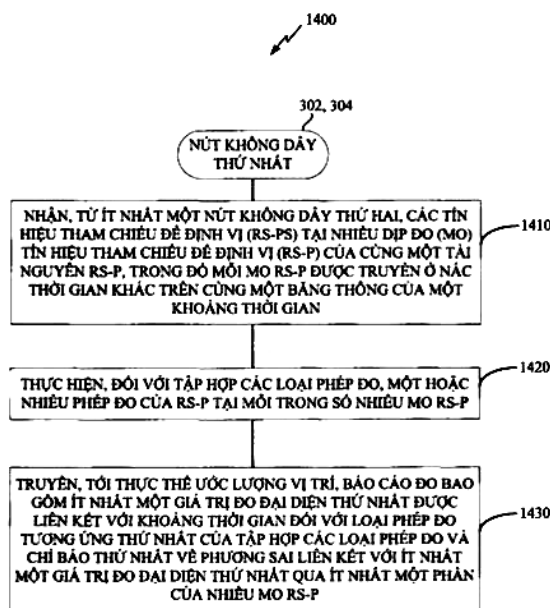 1400
302, 304
NÚT KHÔNG DÂY
THỨ NHẤT
NHẬN, TỪ ÍT NHẤT MỘT NÚT KHÔNG DÂY THỨ HAI, CÁC TÍN
HIỆU THAM CHIẾU ĐỂ ĐỊNH VỊ (RS-PS) TẠI NHIỀU DỊP ĐO (MO)
TÍN HIỆU THAM CHIẾU ĐỂ ĐỊNH VỊ (RS-P) CỦA CÙNG MỘT TÀI
NGUYÊN RS-P, TRONG ĐÓ MỖI MO RS-P ĐƯỢC TRUYỀN Ở NẤC
THỜI GIAN KHÁC TRÊN CÙNG MỘT BĂNG THÔNG CỦA MỘT
KHOẢNG THỜI GIAN
1410
THỰC HIỆN, ĐỐI VỚI TẬP HỢP CÁC LOẠI PHÉP ĐO, MỘT HOẶC
NHIỀU PHÉP ĐO CỦA RS-P TẠI MỖI TRONG SỐ NHIỀU MO RS-P
1420
TRUYỀN, TỚI THỰC THỂ ƯỚC LƯỢNG VỊ TRÍ, BÁO CÁO ĐO BAO
GỒM ÍT NHẤT MỘT GIÁ TRỊ ĐO ĐẠI DIỆN THỨ NHẤT ĐƯỢC
LIÊN KẾT VỚI KHOẢNG THỜI GIAN ĐỐI VỚI LOẠI PHÉP ĐO
TƯƠNG ỨNG THỨ NHẤT CỦA TẬP HỢP CÁC LOẠI PHÉP ĐO VÀ
CHỈ BÁO THỨ NHẤT VỀ PHƯƠNG SAI LIÊN KẾT VỚI ÍT NHẤT
MỘT GIÁ TRỊ ĐO ĐẠI DIỆN THỨ NHẤT QUA ÍT NHẤT MỘT PHẦN
CỦA NHIỀU MO RS-P
1430